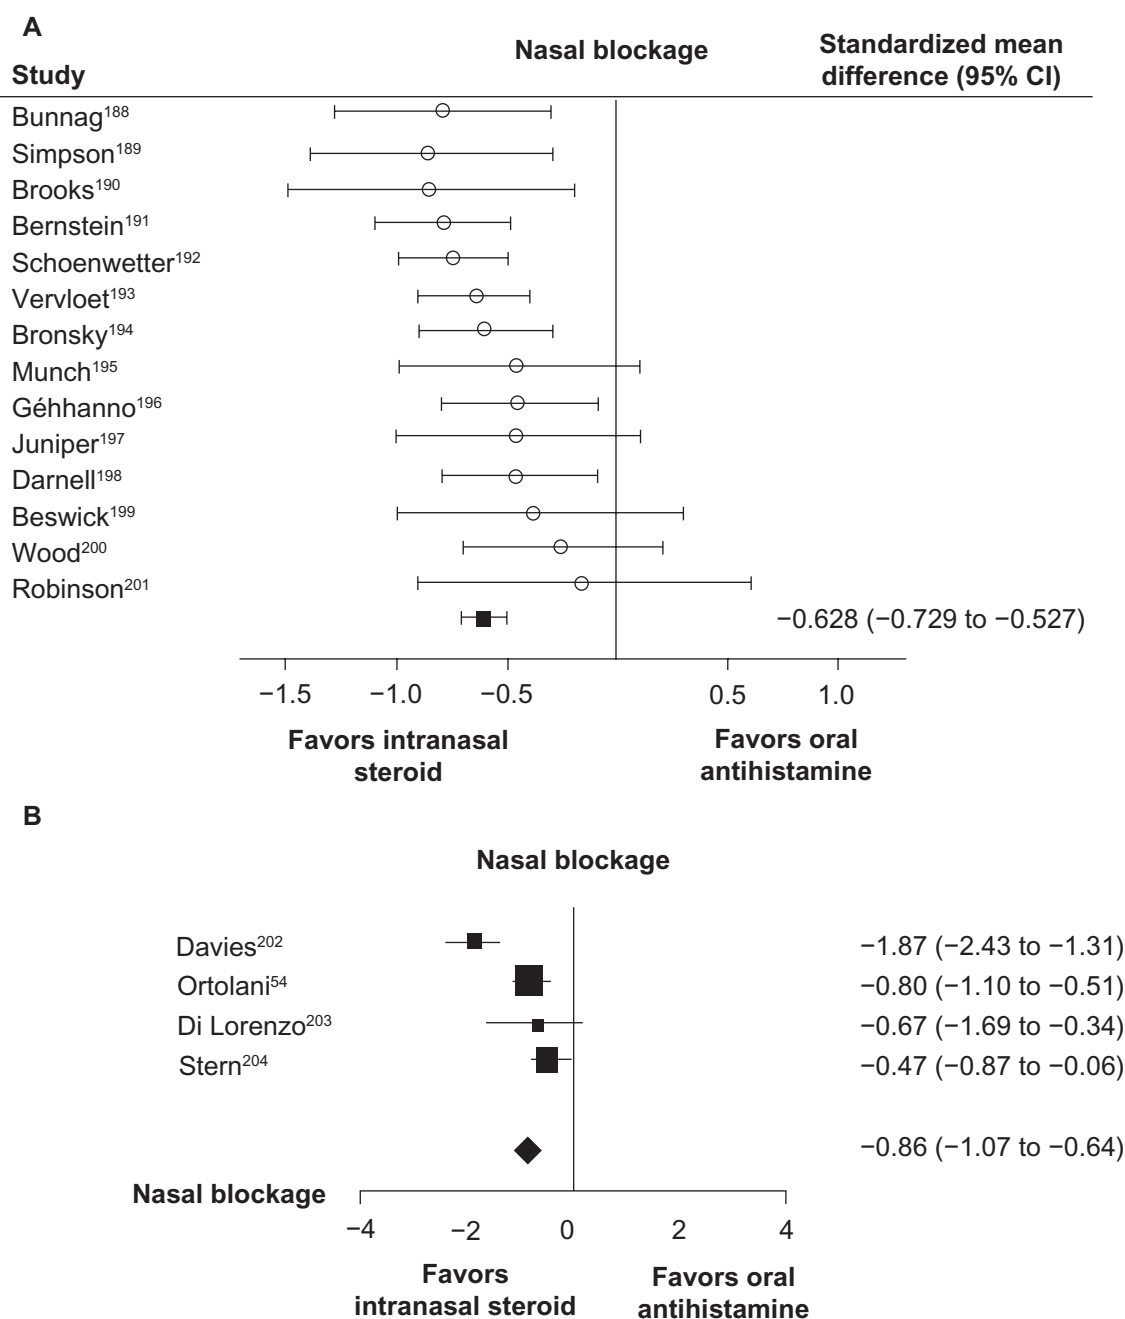 A
Nasal blockage
Standardized mean
difference (95% CI)
Study
Bunnag188
Simpson189
Brooks190
Bernstein191
Schoenwetter192
Vervloet193
Bronsky194
Munch195
Géhhanno196
Juniper197
Darnell198
Beswick199
Wood200
Robinson201
−0.628 (−0.729 to −0.527)
−1.5 −1.0 −0.5 0.5 1.0
Favors intranasal
steroid
Favors oral
antihistamine
B
Nasal blockage
Davies202 −1.87 (−2.43 to −1.31)
Ortolani54 −0.80 (−1.10 to −0.51)
Di Lorenzo203 −0.67 (−1.69 to −0.34)
Stern204 −0.47 (−0.87 to −0.06)
−0.86 (−1.07 to −0.64)
Nasal blockage
−4 −2 0 2 4
Favors
intranasal steroid
Favors oral
antihistamine